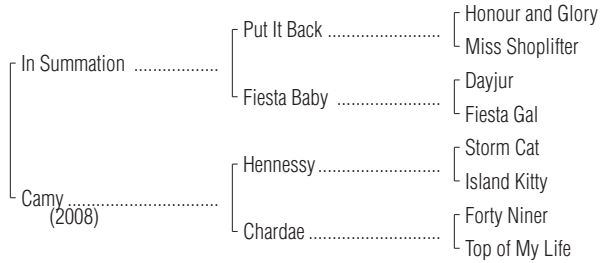 Honour and Glory
Put It Back
Miss Shoplifter
In Summation
Dayjur
Fiesta Baby
Fiesta Gal
Storm Cat
Hennessy
Island Kitty
Camy
(2008)
Forty Niner
Chardae
Top of My Life